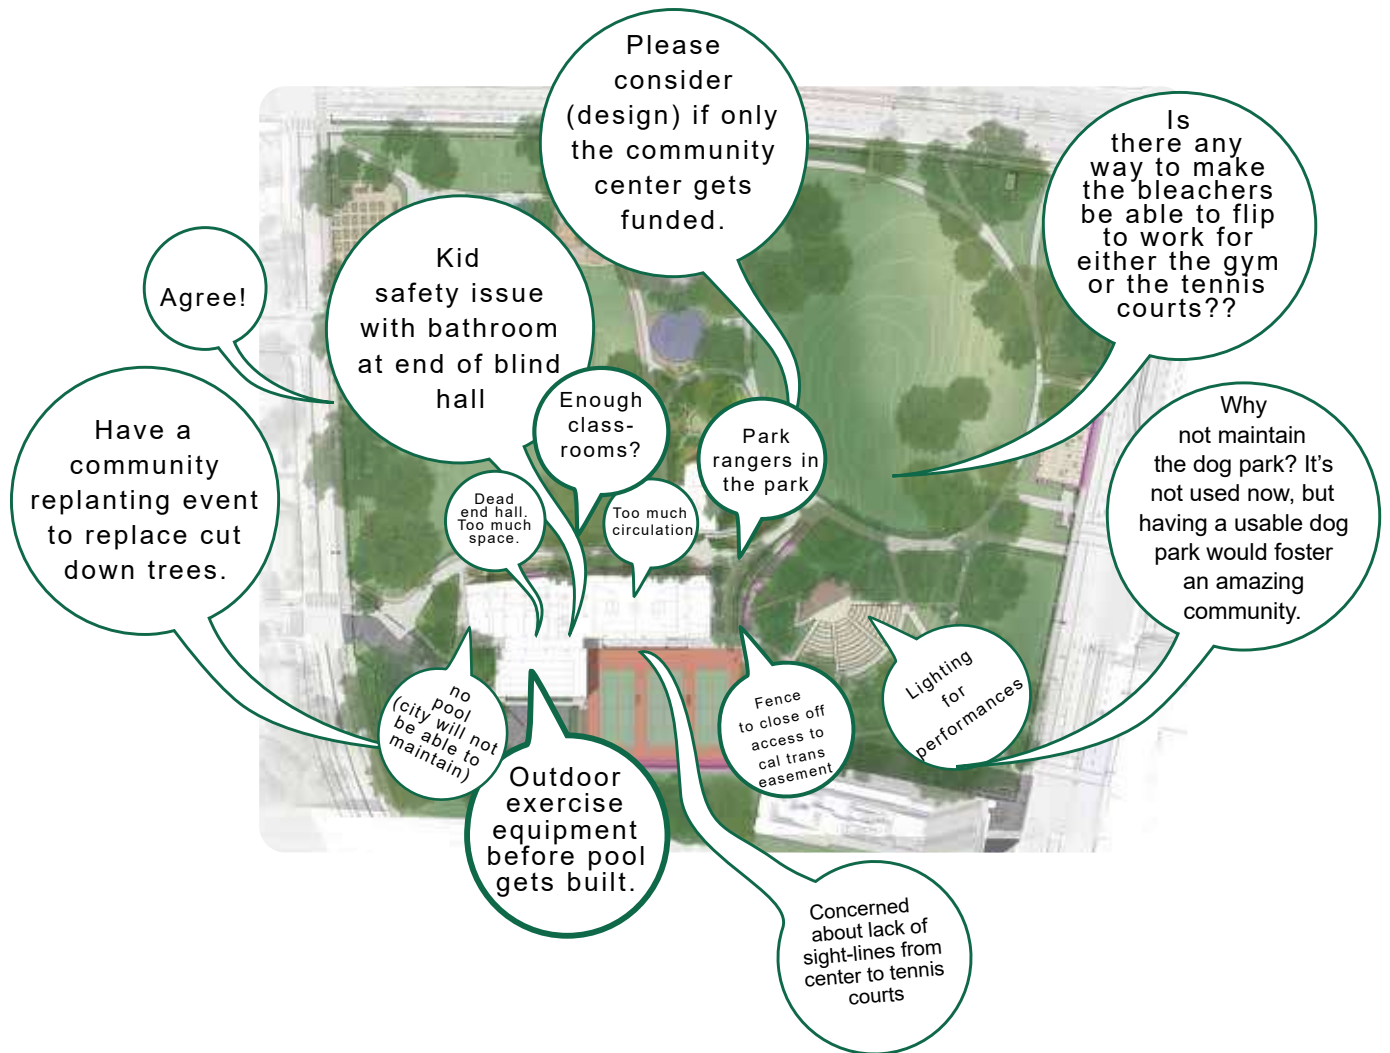 Please
consider
(design) if only
the community
center gets
funded.
Is
there any
way to make
the bleachers
be able to flip
to work for
either the gym
or the tennis
courts??
Agree!
Kid
safety issue
with bathroom
at end of blind
hall
Have a
community
replanting event
to replace cut
down trees.
Enough
class-
rooms?
Park
rangers in
the park
Why
not maintain
the dog park? It’s
not used now, but
having a usable dog
park would foster
an amazing
community.
Dead
end hall.
Too much
space.
Too much
circulation
no
pool
(city will not
be able to
maintain)
Outdoor
exercise
equipment
before pool
gets built.
Fence
to close off
access to
cal trans
easement
Lighting
for
performances
Concerned
about lack of
sight-lines from
center to tennis
courts